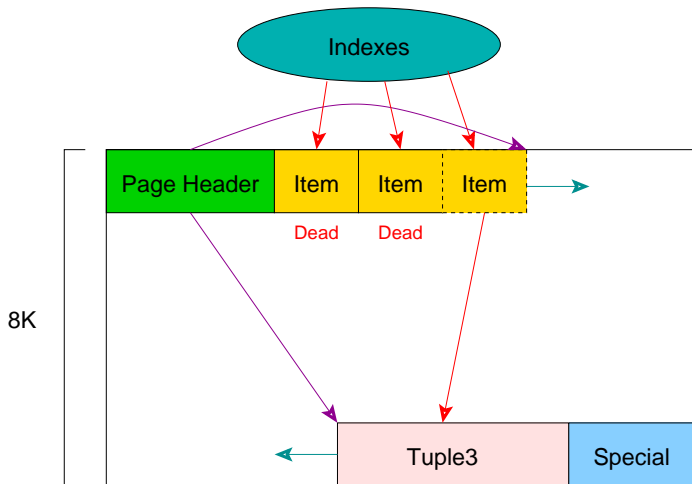 Indexes
Page Header Item Item Item
Dead Dead
8K
Tuple3 Special